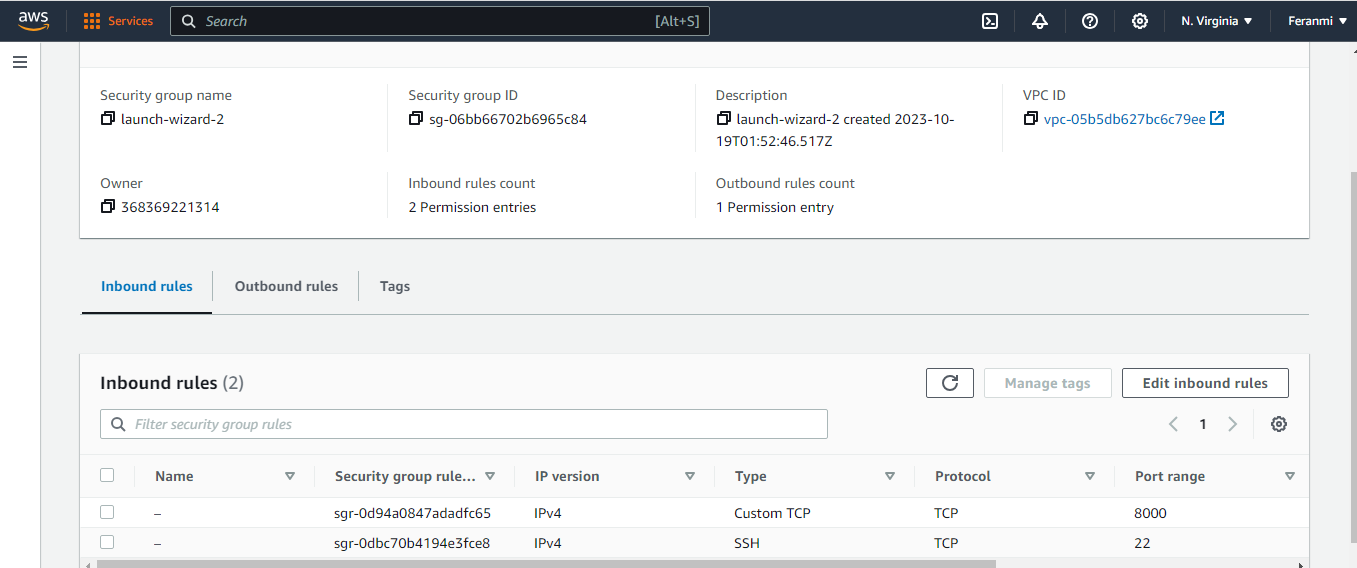 aws Services Search [Alt+S] N. Virginia Feranmi
Security group name Security group ID Description VPC ID
launch-wizard-2 sg-06bb66702b6965c84 launch-wizard-2 created 2023-10- vpc-05b5db627bc6c79ee
19T01:52:46.517Z
Owner Inbound rules count Outbound rules count
368369221314 2 Permission entries 1 Permission entry
Inbound rules Outbound rules Tags
Inbound rules (2) Manage tags Edit inbound rules
Filter security group rules 1
Name Security group rule... IP version Type Protocol Port range
– sgr-0d94a0847adadfc65 IPv4 Custom TCP TCP 8000
– sgr-0dbc70b4194e3fce8 IPv4 SSH TCP 22